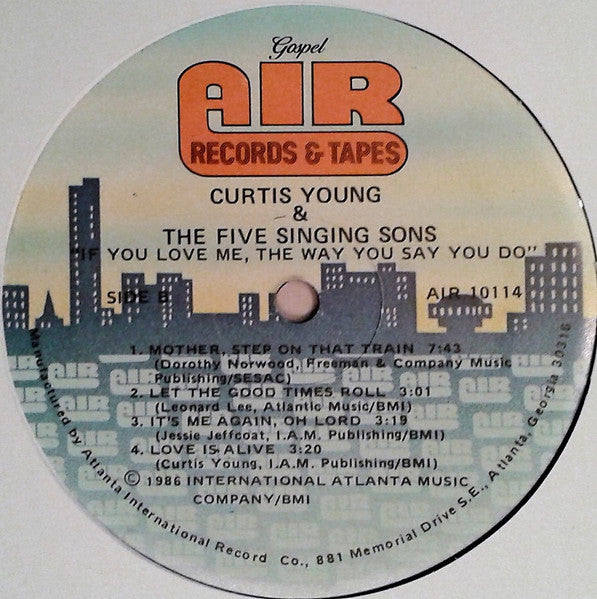 Gospel
AIR
RECORDS & TAPES
CURTIS YOUNG
&
THE FIVE SINGING SONS
"IF YOU LOVE ME, THE WAY YOU SAY YOU DO"
SIDE B
AIR 10114
1. MOTHER, STEP ON THAT TRAIN 7:43
(Dorothy Norwood, Freeman & Company Music
Publishing/SESAC)
2. LET THE GOOD TIMES ROLL 3:01
(Leonard Lee, Atlantic Music/BMI)
3. IT'S ME AGAIN, OH LORD 3:19
(Jessie Jeffcoat, I.A.M. Publishing/BMI)
4. LOVE IS ALIVE 3:20
(Curtis Young, I.A.M. Publishing/BMI)
© 1986 INTERNATIONAL ATLANTA MUSIC
COMPANY/BMI
Manufactured by Atlanta International Record Co., 881 Memorial Drive S.E., Atlanta, Georgia 30316